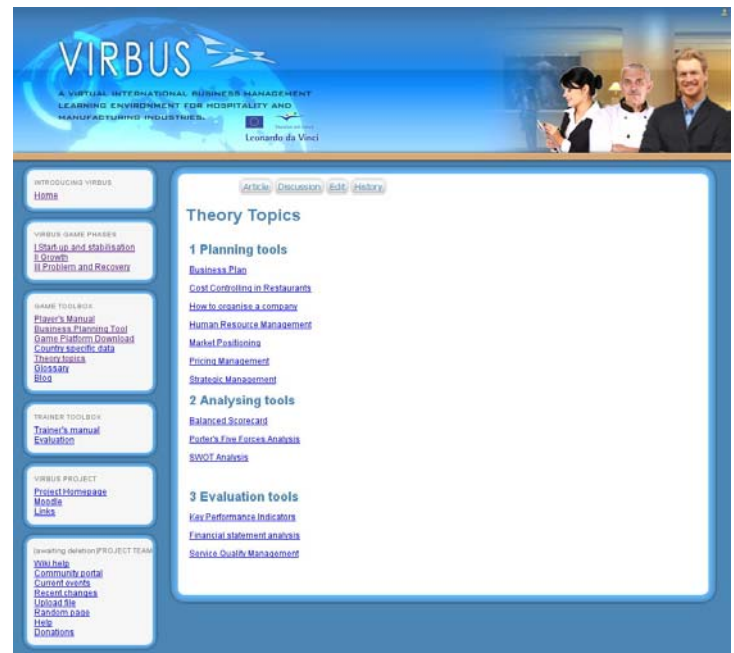 VIRBUS
A VIRTUAL INTERNATIONAL BUSINESS MANAGEMENT
LEARNING ENVIRONMENT FOR HOSPITALITY AND
MANUFACTURING INDUSTRIES.
Leonardo da Vinci
INTRODUCING VIRBUS
Home
VIRBUS GAME PHASES
I Start-up and stabilisation
II Growth
III Problem and Recovery
GAME TOOLBOX
Player's Manual
Business Planning Tool
Game Platform Download
Country specific data
Theory topics
Glossary
Blog
TRAINER TOOLBOX
Trainer's manual
Evaluation
VIRBUS PROJECT
Project Homepage
Moodle
Links
(awaiting deletion)PROJECT TEAM
Wiki help
Community portal
Current events
Recent changes
Upload file
Random page
Help
Donations
Article Discussion Edit History
Theory Topics
1 Planning tools
Business Plan
Cost Controlling in Restaurants
How to organise a company
Human Resource Management
Market Positioning
Pricing Management
Strategic Management
2 Analysing tools
Balanced Scorecard
Porter's Five Forces Analysis
SWOT Analysis
3 Evaluation tools
Key Performance Indicators
Financial statement analysis
Service Quality Management